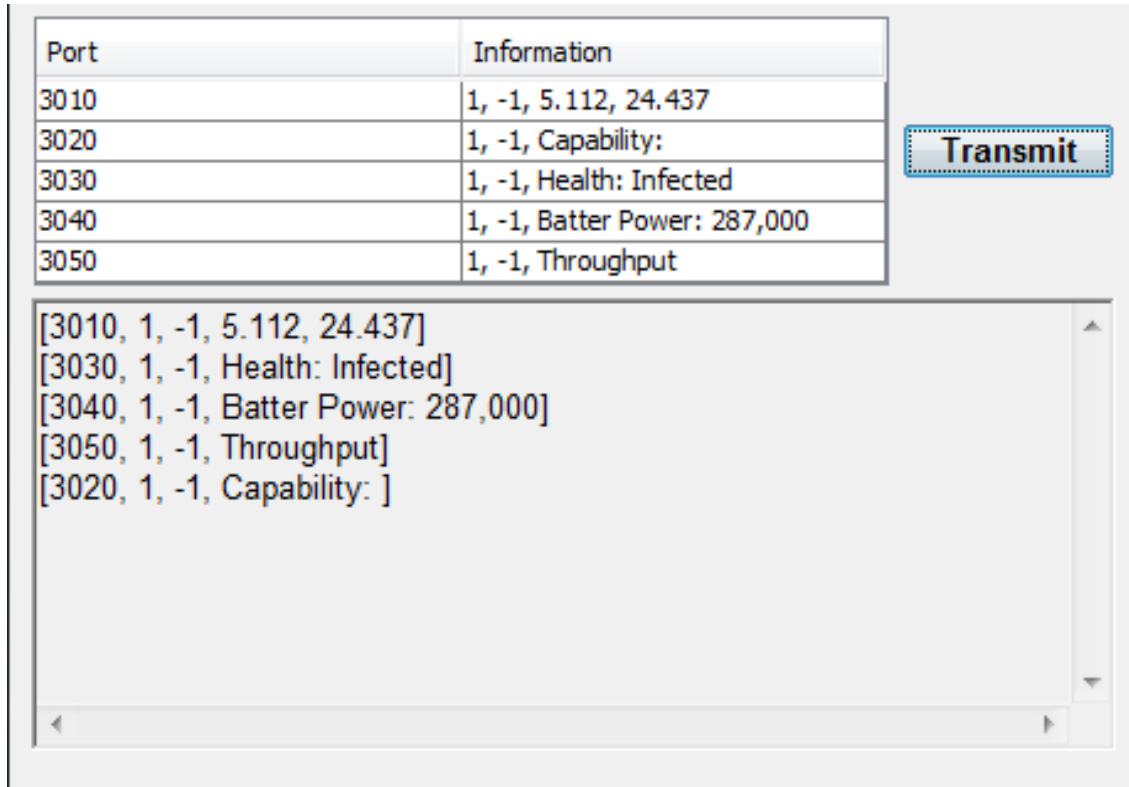 Port Information
3010 1, -1, 5.112, 24.437
3020 1, -1, Capability:
3030 1, -1, Health: Infected
3040 1, -1, Batter Power: 287,000
3050 1, -1, Throughput
Transmit
[3010, 1, -1, 5.112, 24.437]
[3030, 1, -1, Health: Infected]
[3040, 1, -1, Batter Power: 287,000]
[3050, 1, -1, Throughput]
[3020, 1, -1, Capability: ]